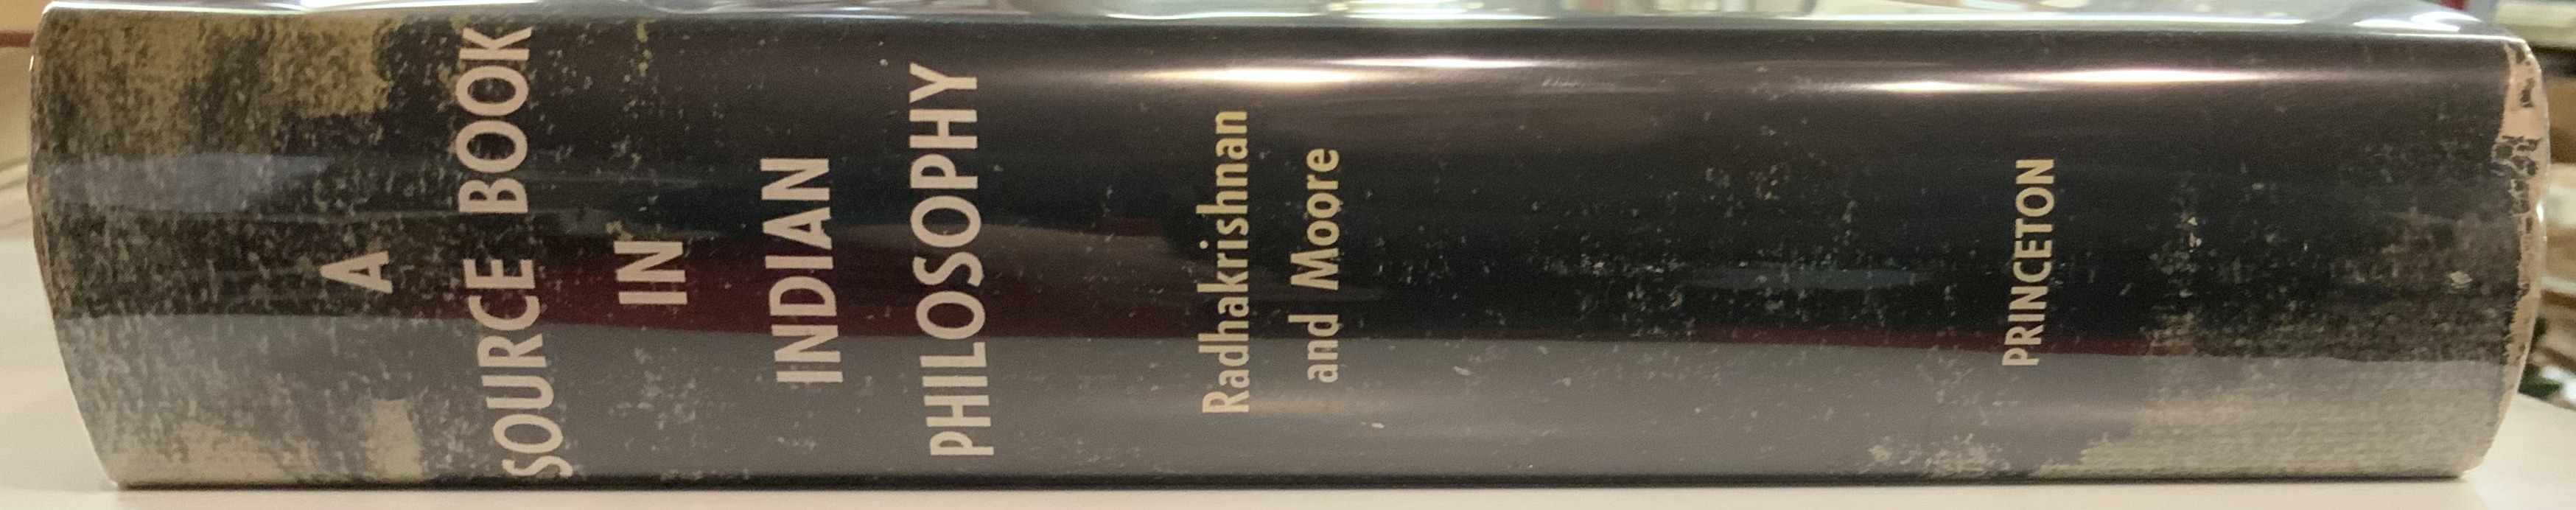 A
SOURCE BOOK
IN
INDIAN
PHILOSOPHY
Radhakrishnan
and Moore
PRINCETON